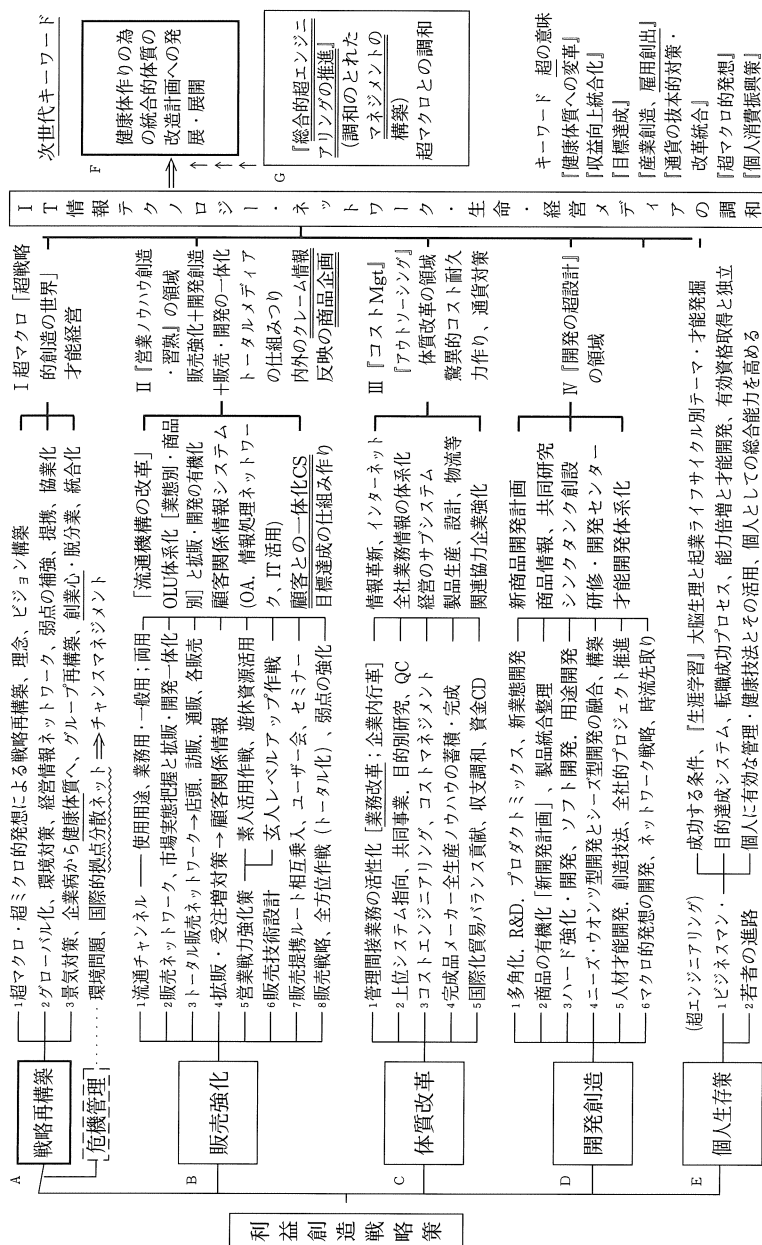 利益創造戦略策
A
戦略再構築
危機管理
1超マクロ・超ミクロ的発想による戦略再構築、理念、ビジョン構築
2グローバル化、環境対策、経営情報ネットワーク、弱点の補強、提携、協業化
3景気対策、企業病から健康体質へ、グループ再構築、創業心・脱分業、統合化
環境問題、国際的拠点分散ネット⇒チャンスマネジメント
Ⅰ超マクロ「超戦略
的創造の世界」
才能経営
B
販売強化
1流通チャンネル――使用用途、業務用・一般用；両用
2販売ネットワーク、市場実態把握と拡販・開発一体化
3トータル販売ネットワーク→店頭．訪販，通販、各販売
4拡販・受注増対策→顧客関係情報
5営業戦力強化策
素人活用作戦、遊休資源活用
玄人レベルアップ作戦
6販売技術設計
7販売提携ルート相互乗入、ユーザー会、セミナー
8販売戦略、全方位作戦（トータル化）、弱点の強化
「流通機構の改革」
OLU体系化［業態別・商品
別］と拡販・開発の有機化
顧客関係情報システム
(OA、情報処理ネットワー
ク、IT活用)
顧客との一体化CS
目標達成の仕組み作り
Ⅱ『営業ノウハウ創造
・習熟』の領域
販売強化＋開発創造
＋販売・開発の一体化
トータルメディア
の仕組みつり
内外のクレーム情報
反映の商品企画
C
体質改革
1管理間接業務の活性化［業務改革；企業内行革］
2上位システム指向、共同事業．目的別研究、QC
3コストエンジニアリング、コストマネジメント
4完成品メーカー全生産ノウハウの蓄積・完成
5国際化貿易バランス貢献、収支調和、資金CD
情報革新、インターネット
全社業務情報の体系化
経営のサブシステム
製品生産、設計、物流等
関連協力企業強化
Ⅲ『コストMgt』
『アウトソーシング』
体質改革の領域
驚異的コスト耐久
力作り、通貨対策
D
開発創造
1多角化．R&D．プロダクトミックス、新業態開発
2商品の有機化「新開発計画」、製品統合整理
3ハード強化・開発、ソフト開発．用途開発
4ニーズ・ウオンツ型開発とシーズ型開発の融合、構築
5人材才能開発．創造技法、全社的プロジェクト推進
6マクロ的発想の開発、ネットワーク戦略、時流先取り
新商品開発計画
商品情報、共同研究
シンクタンク創設
研修・開発センター
才能開発体系化
Ⅳ『開発の超設計』
の領域
E
個人生存策
(超エンジニアリング)
1ビジネスマン・
2若者の進路
成功する条件、『生涯学習』大脳生理と起業ライフサイクル別テーマ・才能発掘
目的達成システム、転職成功プロセス、能力倍増と才能開発、有効資格取得と独立
個人に有効な管理・健康技法とその活用、個人としての総合能力を高める
IT情報テクノロジー・ネットワーク・生命・経営メディアの調和
次世代キーワード
F
健康体作りの為
の統合的体質の
改造計画への発
展・展開
G
『総合的超エンジニ
アリングの推進』
(調和のとれた
マネジメントの
構築)
超マクロとの調和
キーワード 超の意味
『健康体質への変革』
『収益向上統合化』
『目標達成』
『産業創造、雇用創出』
『通貨の抜本的対策・
改革統合』
『超マクロ的発想』
『個人消費振興策』